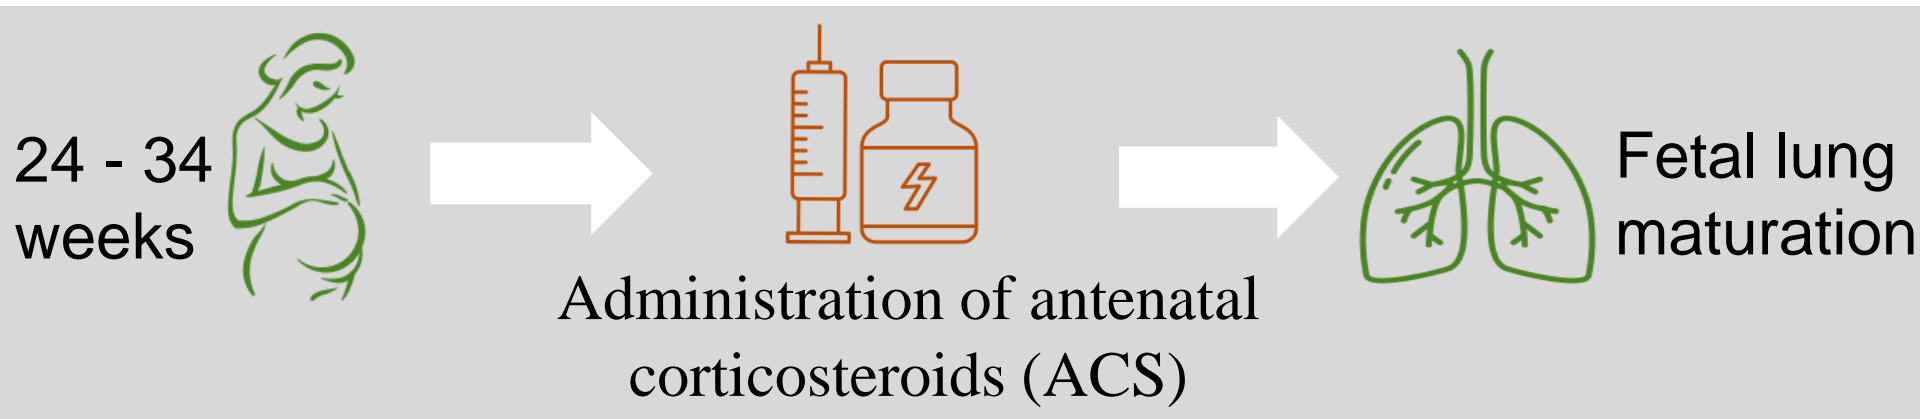 24 - 34
weeks
Administration of antenatal
corticosteroids (ACS)
Fetal lung
maturation